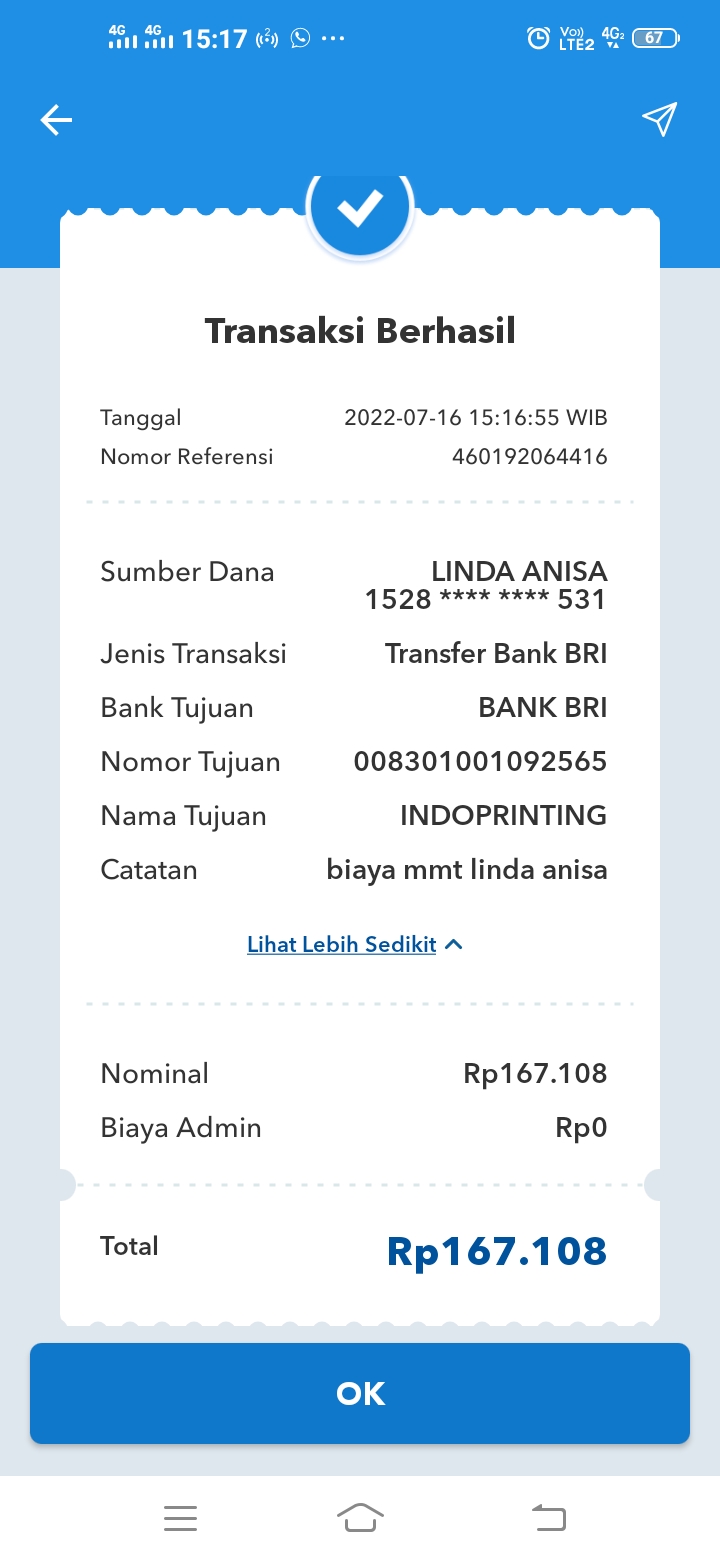 4G 4G 15:17 2 ... Vo)) LTE2 4G2 67
Transaksi Berhasil
Tanggal 2022-07-16 15:16:55 WIB
Nomor Referensi 460192064416
Sumber Dana LINDA ANISA
1528 **** **** 531
Jenis Transaksi Transfer Bank BRI
Bank Tujuan BANK BRI
Nomor Tujuan 008301001092565
Nama Tujuan INDOPRINTING
Catatan biaya mmt linda anisa
Lihat Lebih Sedikit
Nominal Rp167.108
Biaya Admin Rp0
Total Rp167.108
OK